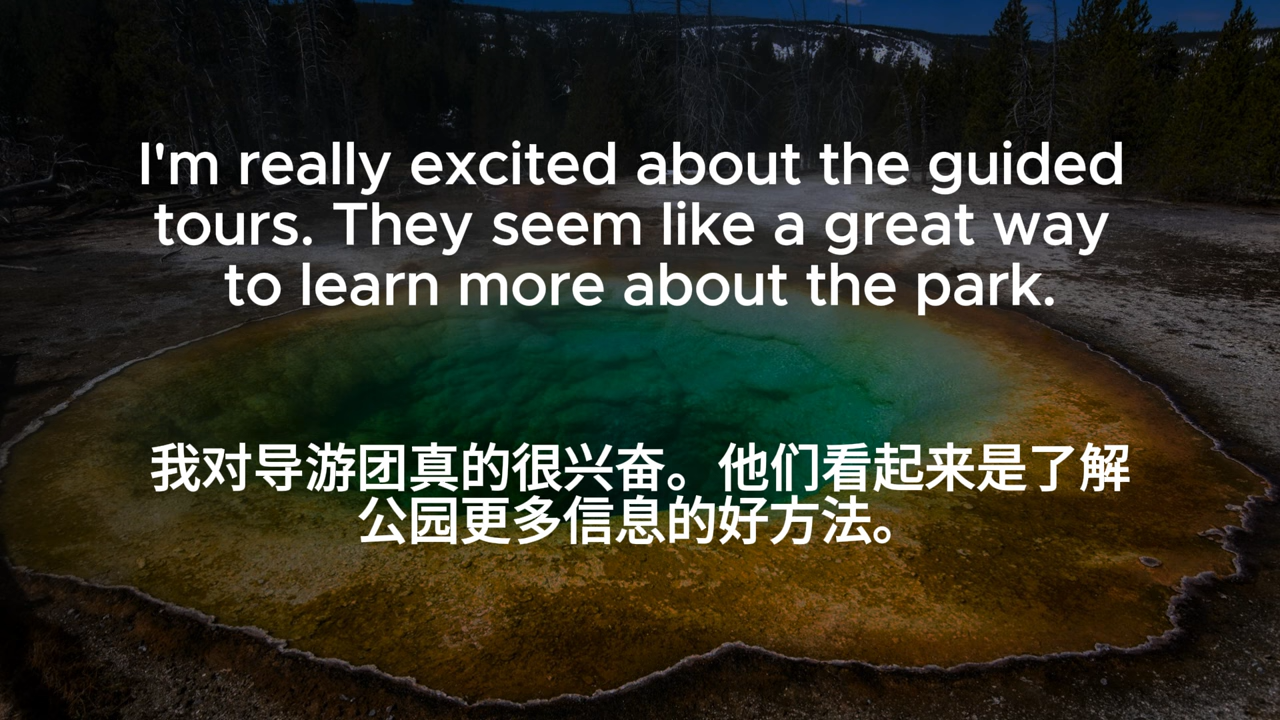 I'm really excited about the guided
tours. They seem like a great way
to learn more about the park.
我对导游团真的很兴奋。他们看起来是了解
公园更多信息的好方法。